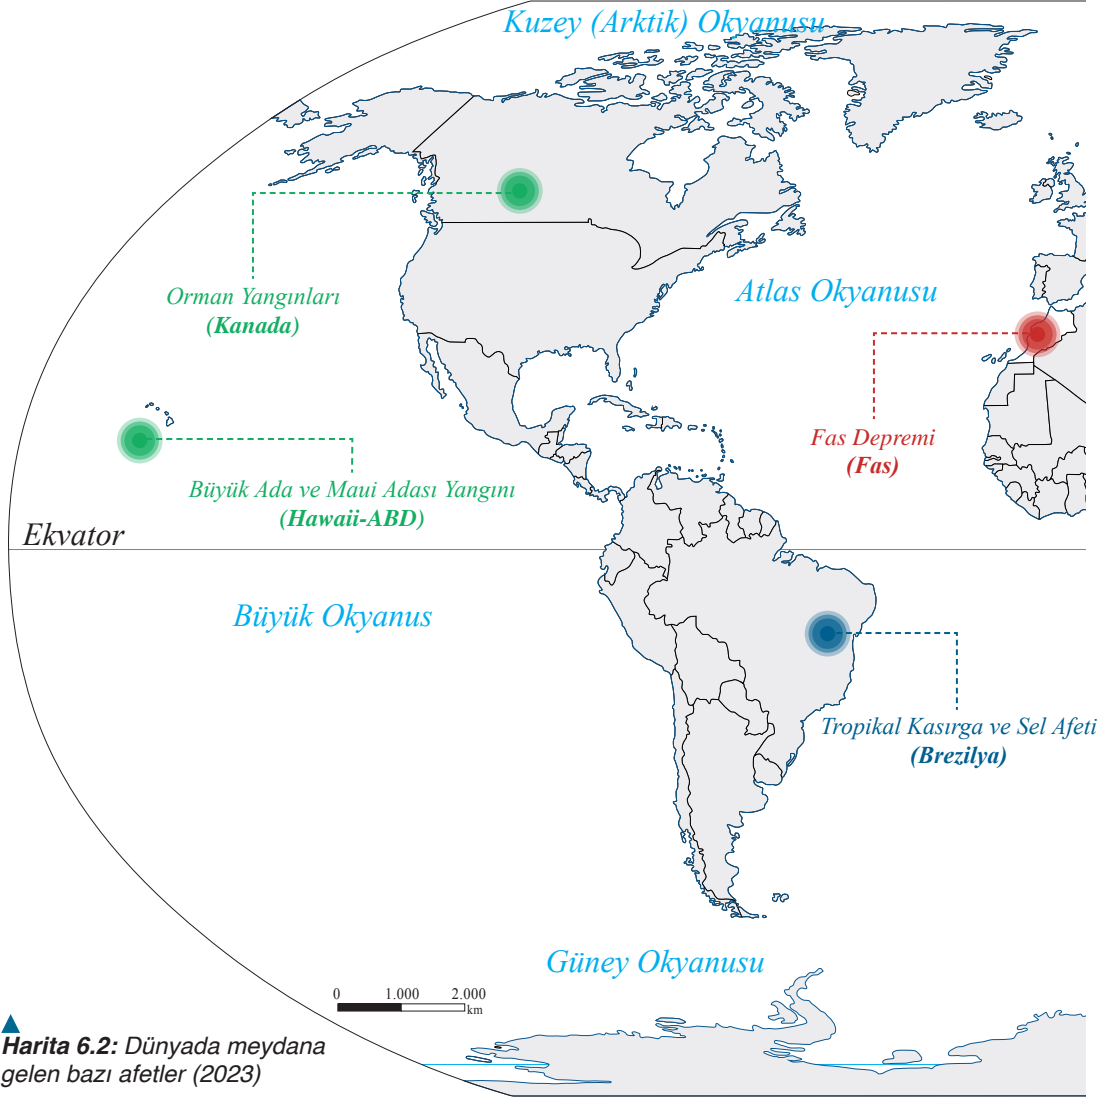 Kuzey (Arktik) Okyanusu
Atlas Okyanusu
Orman Yangınları
(Kanada)
Fas Depremi
(Fas)
Büyük Ada ve Maui Adası Yangını
(Hawaii-ABD)
Ekvator
Büyük Okyanus
Tropikal Kasırga ve Sel Afeti
(Brezilya)
Güney Okyanusu
0 1.000 2.000
km
Harita 6.2: Dünyada meydana
gelen bazı afetler (2023)